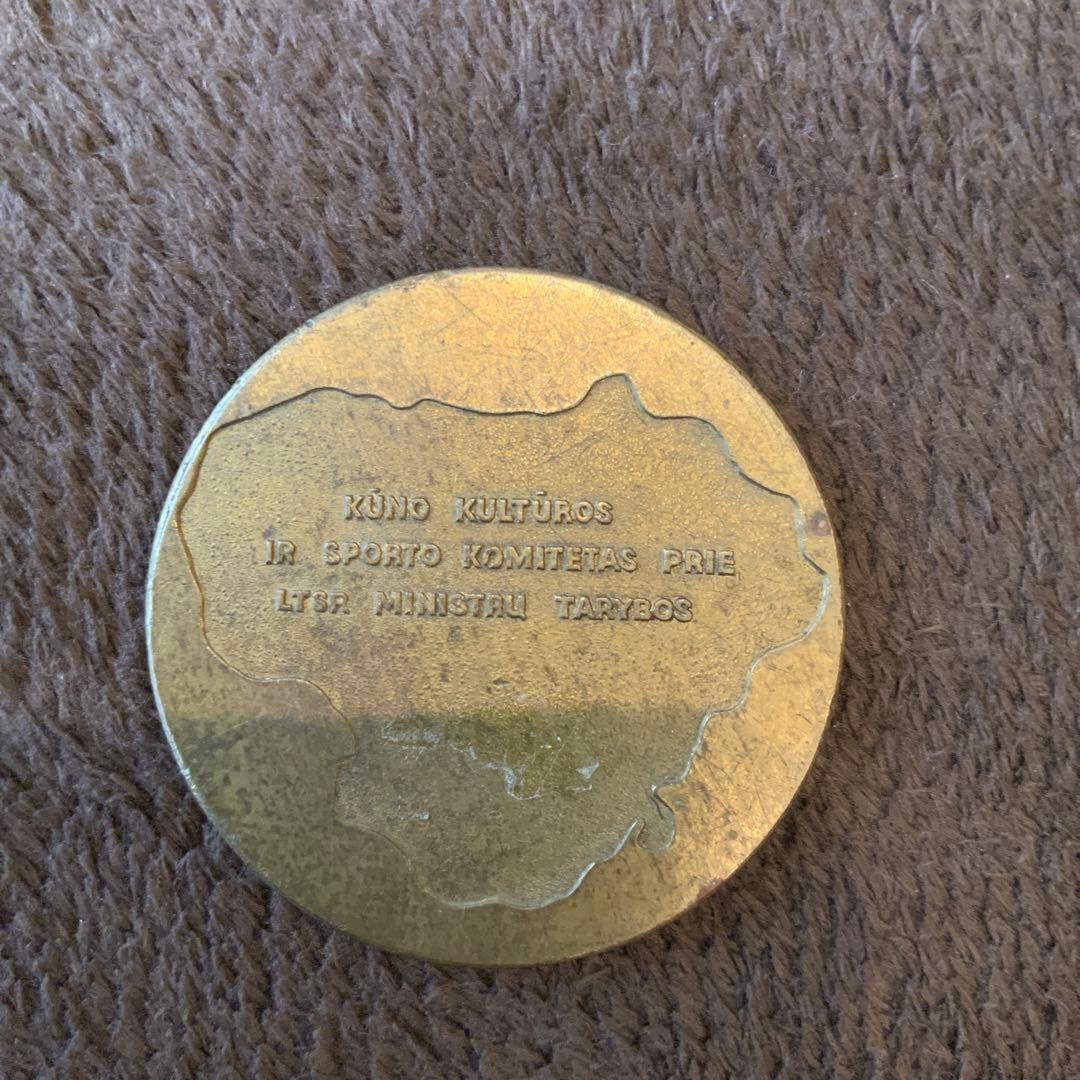 KŪNO KULTŪROS
IR SPORTO KOMITETAS PRIE
LTSR MINISTRŲ TARYBOS